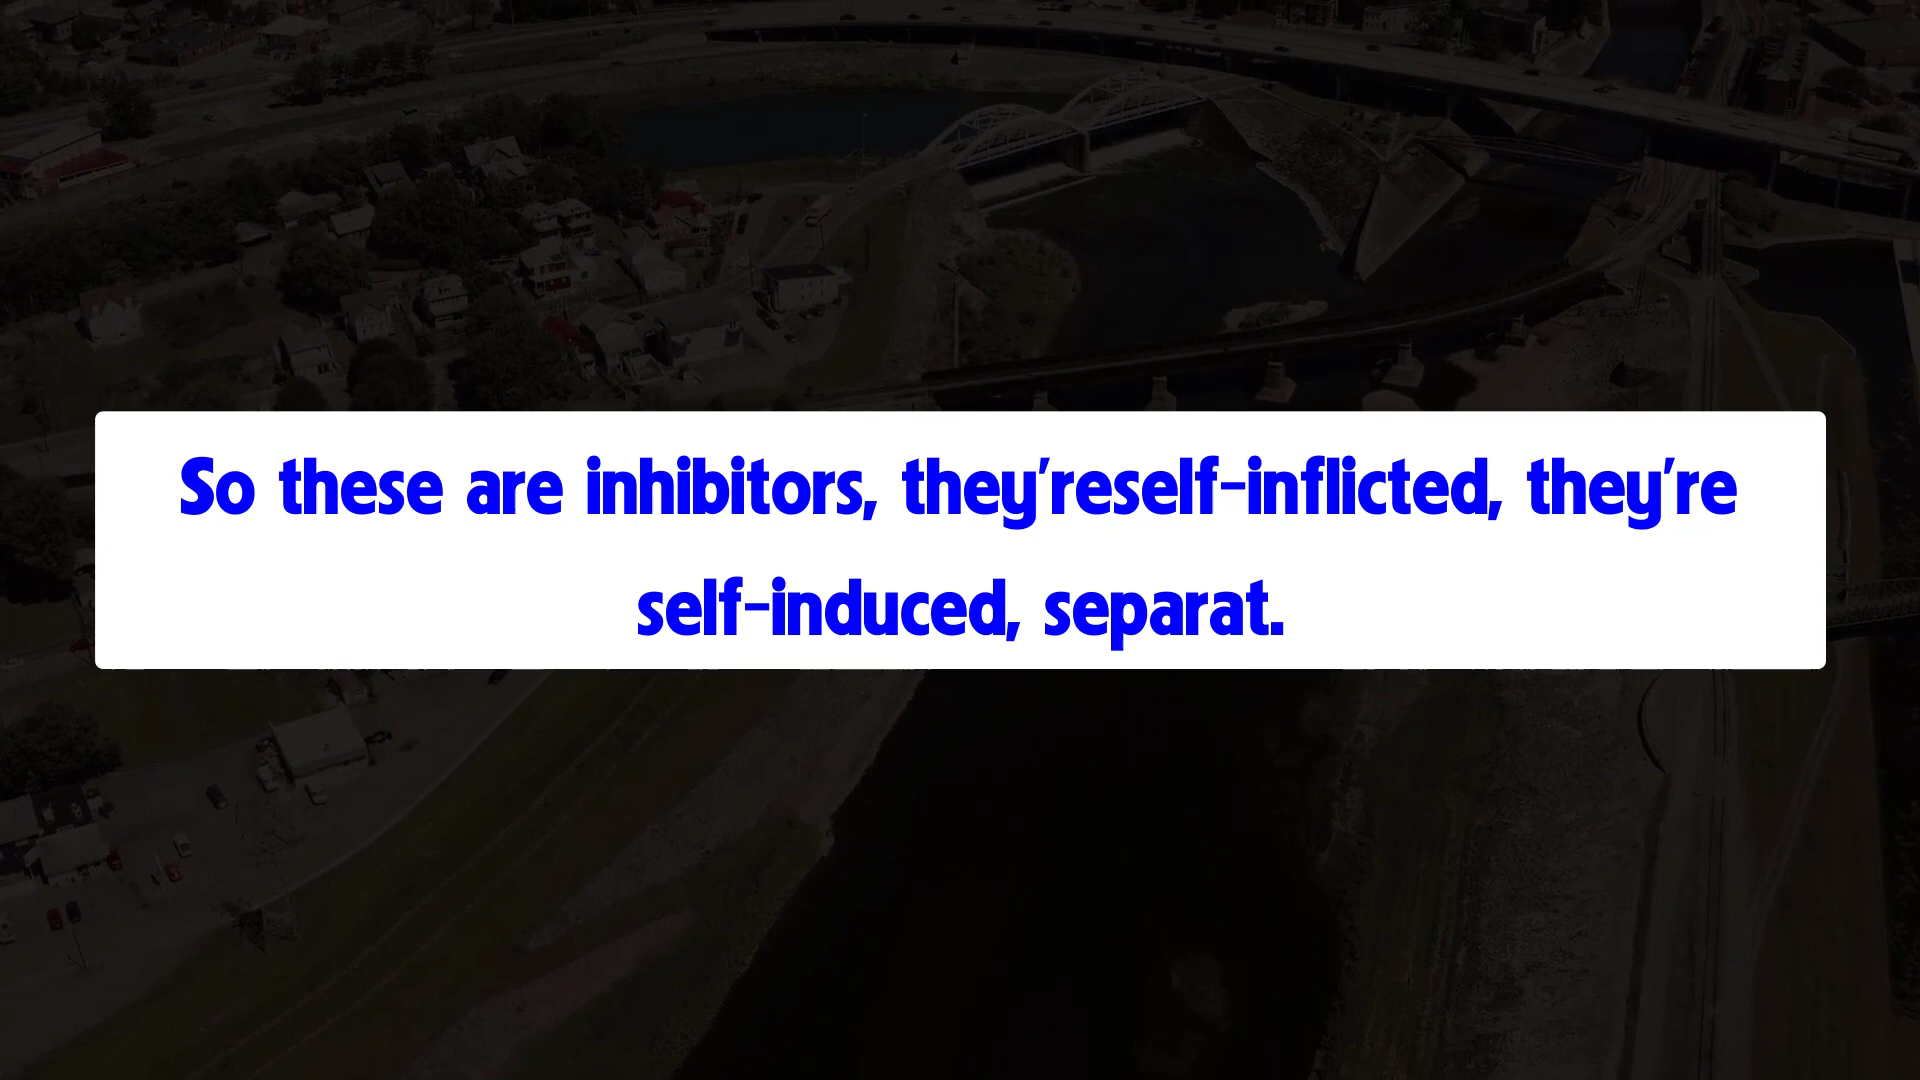 So these are inhibitors, they'reself-inflicted, they're
self-induced, separat.